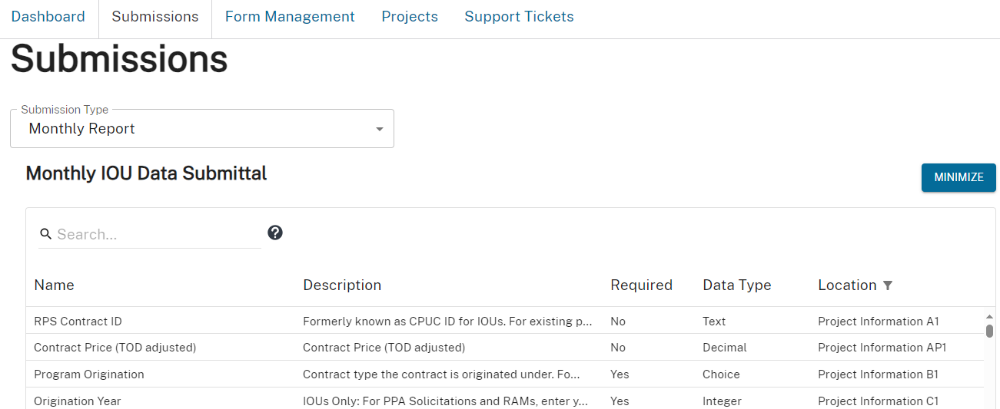 Dashboard Submissions Form Management Projects Support Tickets
Submissions
Submission Type
Monthly Report
Monthly IOU Data Submittal
MINIMIZE
Search...
Name Description Required Data Type Location
RPS Contract ID Formerly known as CPUC ID for IOUs. For existing p... No Text Project Information A1
Contract Price (TOD adjusted) Contract Price (TOD adjusted) No Decimal Project Information AP1
Program Origination Contract type the contract is originated under. Fo... Yes Choice Project Information B1
Origination Year IOUs Only: For PPA Solicitations and RAMs, enter y... Yes Integer Project Information C1